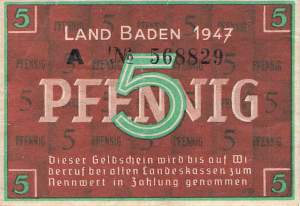 5 LAND BADEN 1947 5
A № 568829
PFENNIG
5
Dieser Geldschein wird bis auf Wi
derruf bei allen Landeskassen zum
5 Nennwert in Zahlung genommen 5